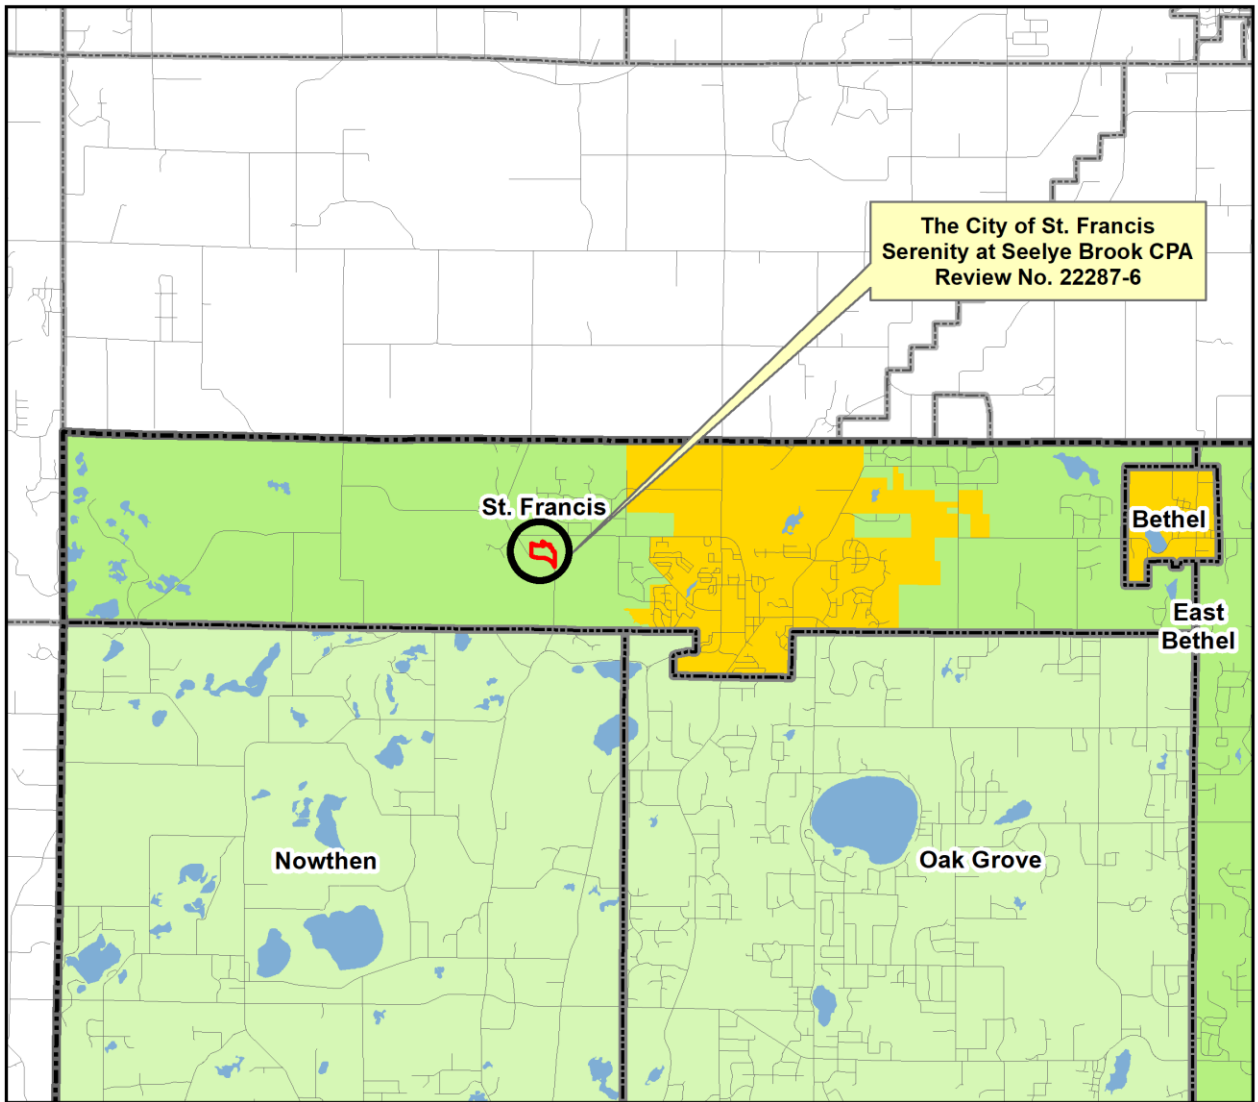 The City of St. Francis
Serenity at Seelye Brook CPA
Review No. 22287-6
St. Francis
Bethel
East
Bethel
Nowthen
Oak Grove